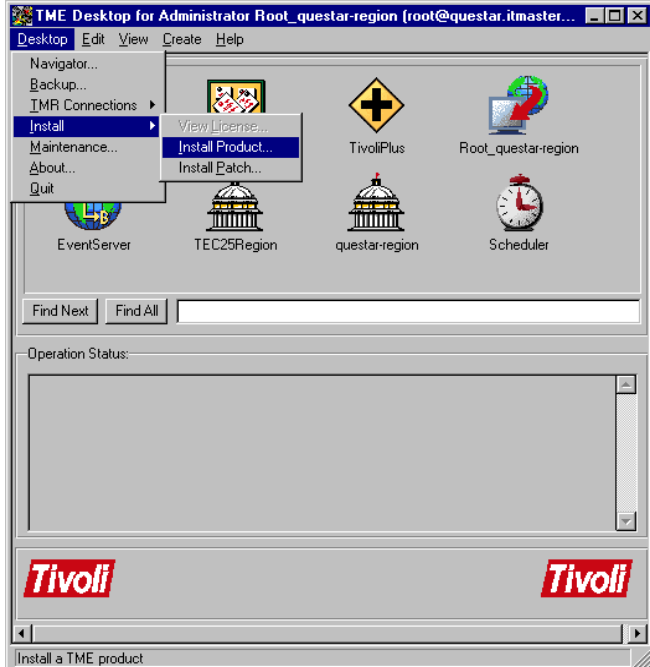 TME Desktop for Administrator Root_questar-region (root@questar.itmaster...
Desktop Edit View Create Help
Navigator...
Backup...
TMR Connections
Install
Maintenance...
About...
Quit
View License...
Install Product...
Install Patch...
TivoliPlus
Root_questar-region
EventServer
TEC25Region
questar-region
Scheduler
Find Next
Find All
Operation Status:
Tivoli
Tivoli
Install a TME product